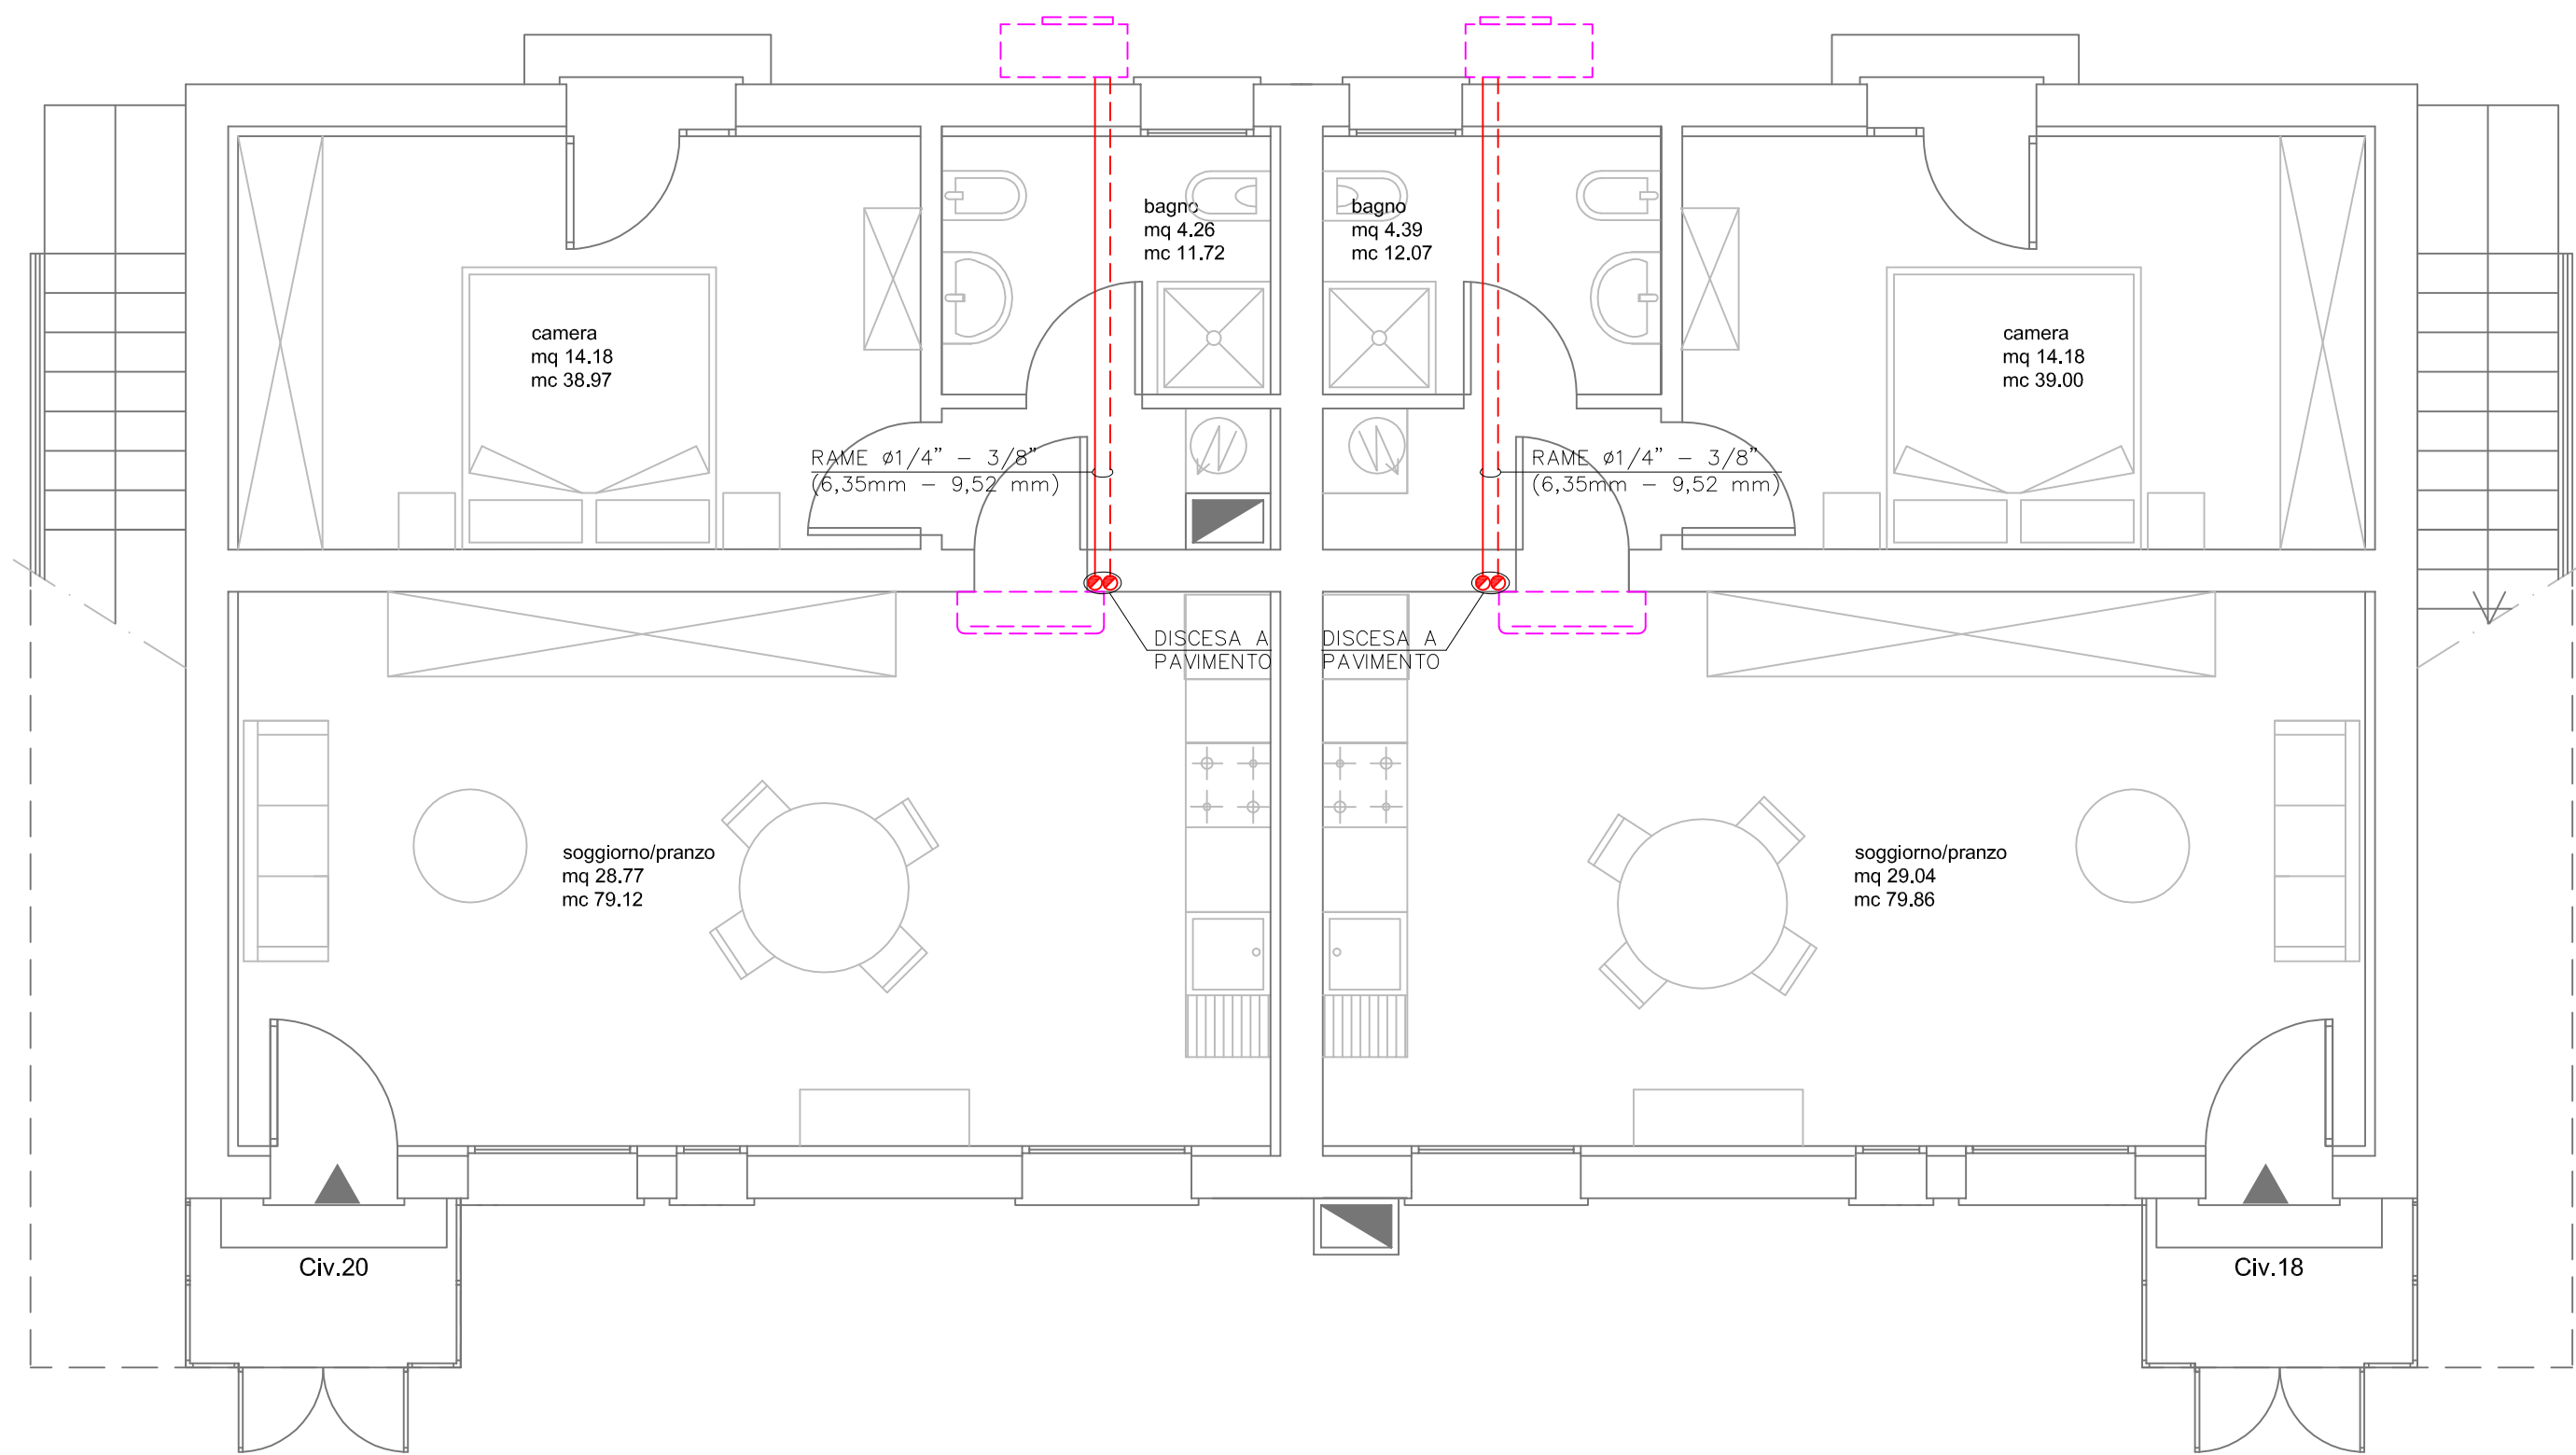 bagno
mq 4.26
mc 11.72
bagno
mq 4.39
mc 12.07
camera
mq 14.18
mc 38.97
camera
mq 14.18
mc 39.00
RAME ø1/4" – 3/8"
(6,35mm – 9,52 mm)
RAME ø1/4" – 3/8"
(6,35mm – 9,52 mm)
DISCESA A
PAVIMENTO
DISCESA A
PAVIMENTO
soggiorno/pranzo
mq 28.77
mc 79.12
soggiorno/pranzo
mq 29.04
mc 79.86
Civ.20
Civ.18